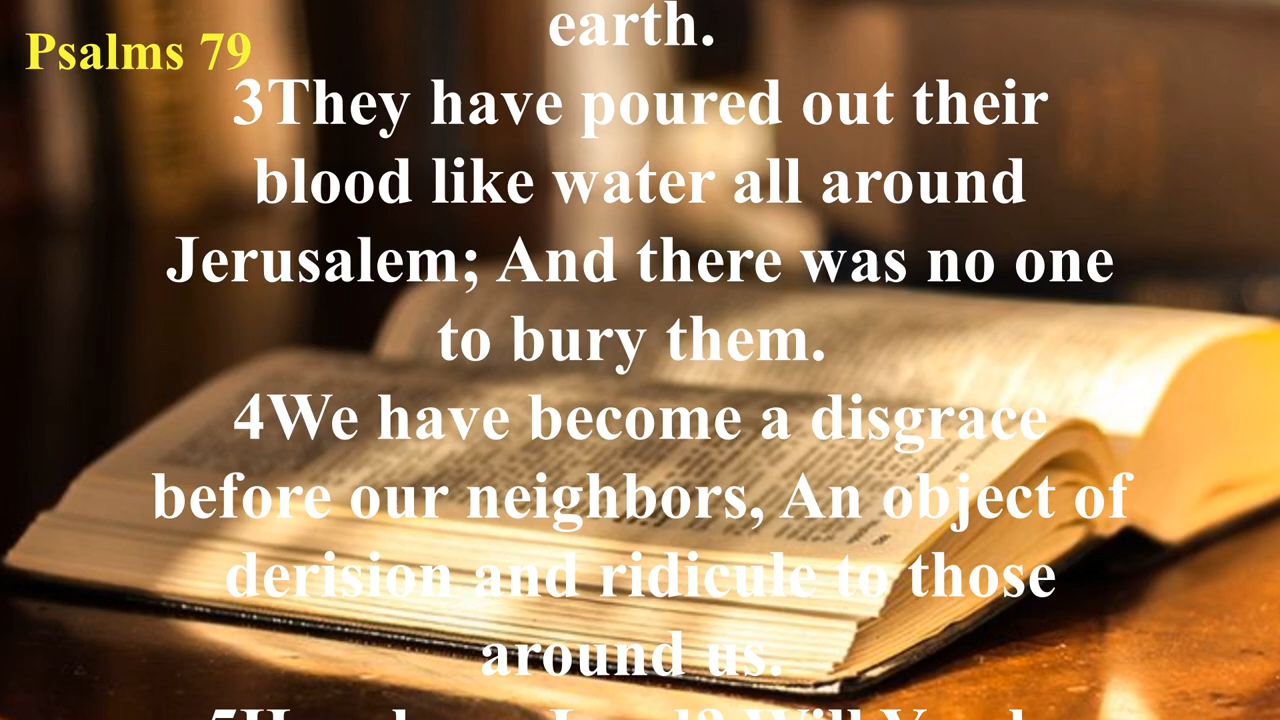 Psalms 79
earth.
3They have poured out their
blood like water all around
Jerusalem; And there was no one
to bury them.
4We have become a disgrace
before our neighbors, An object of
derision and ridicule to those
around us.